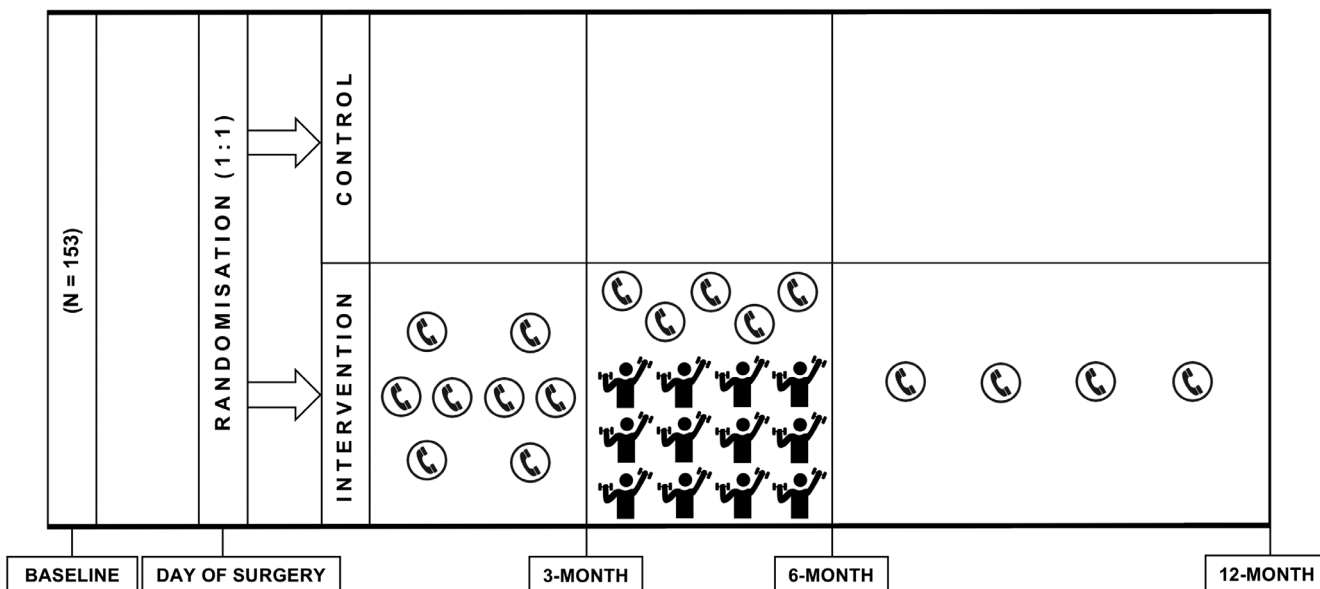 (N = 153)
RANDOMISATION (1:1)
CONTROL
INTERVENTION
BASELINE
DAY OF SURGERY
3-MONTH
6-MONTH
12-MONTH